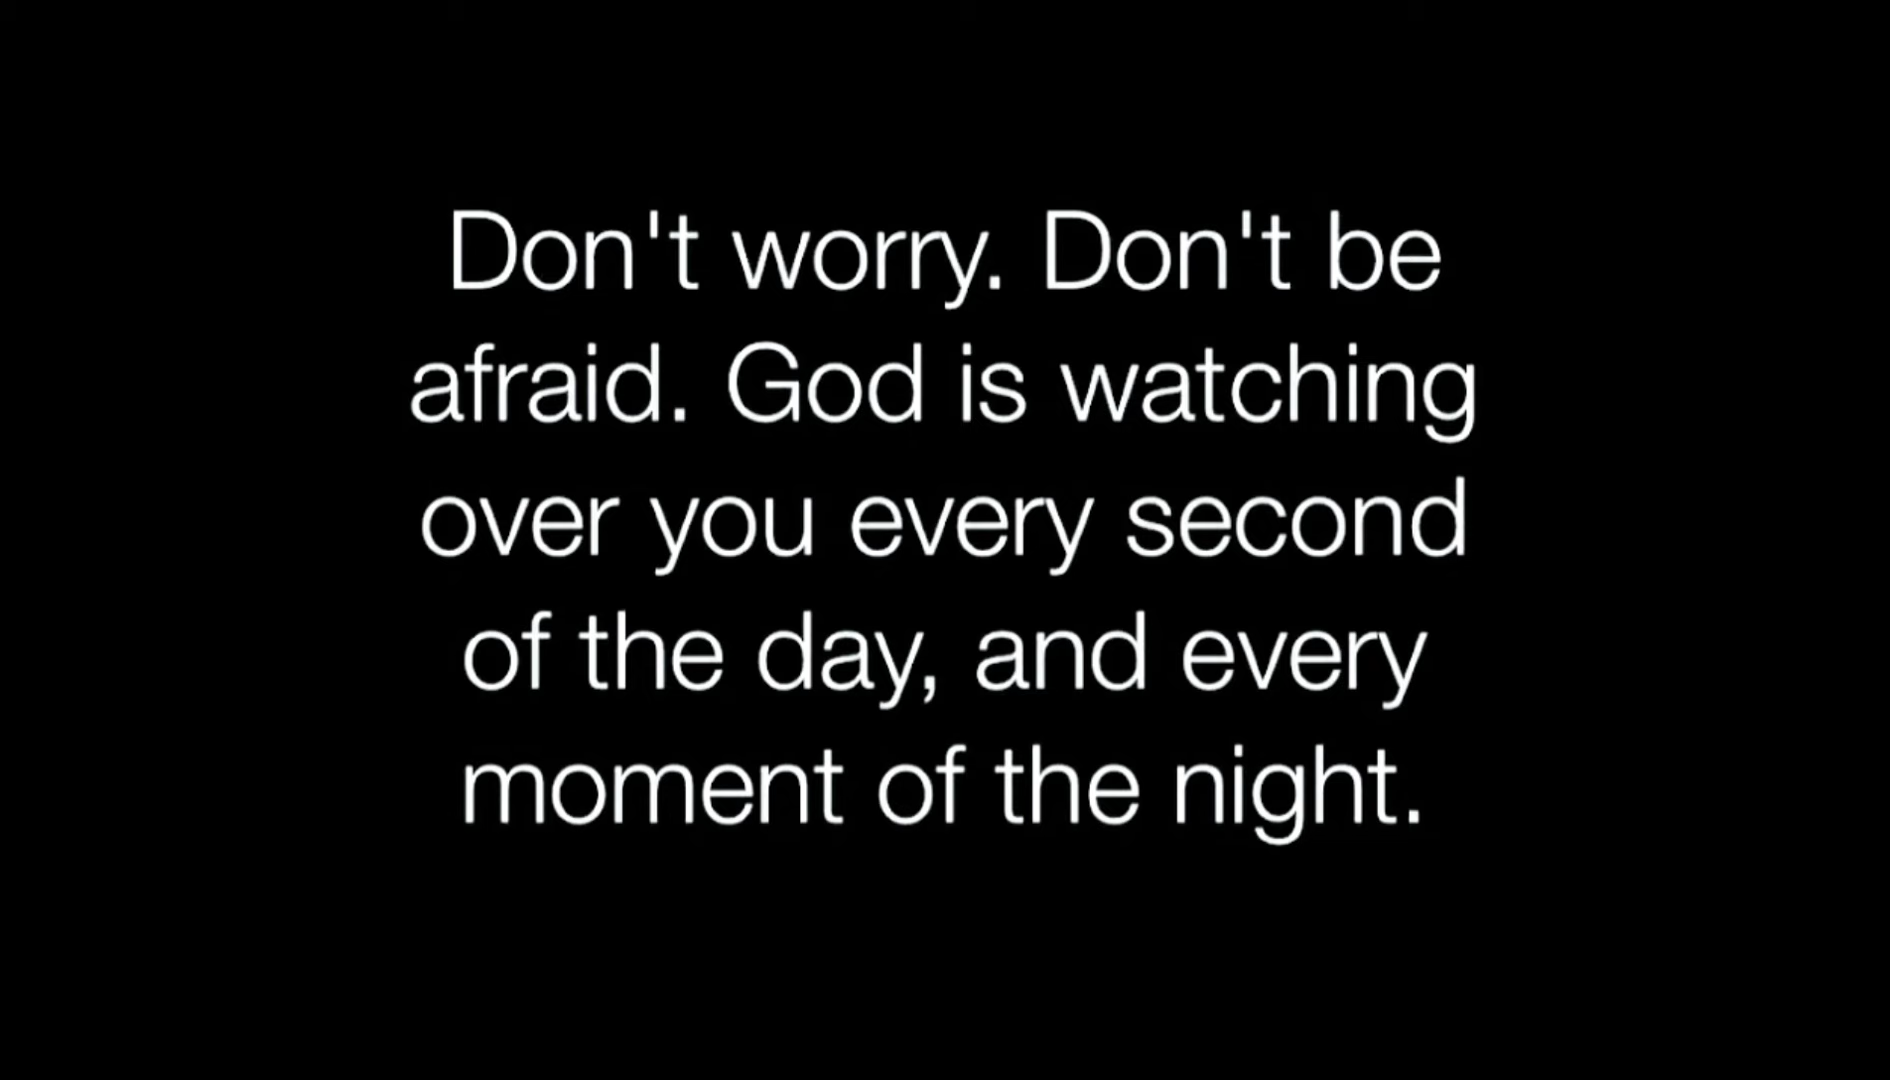 Don't worry. Don't be
afraid. God is watching
over you every second
of the day, and every
moment of the night.